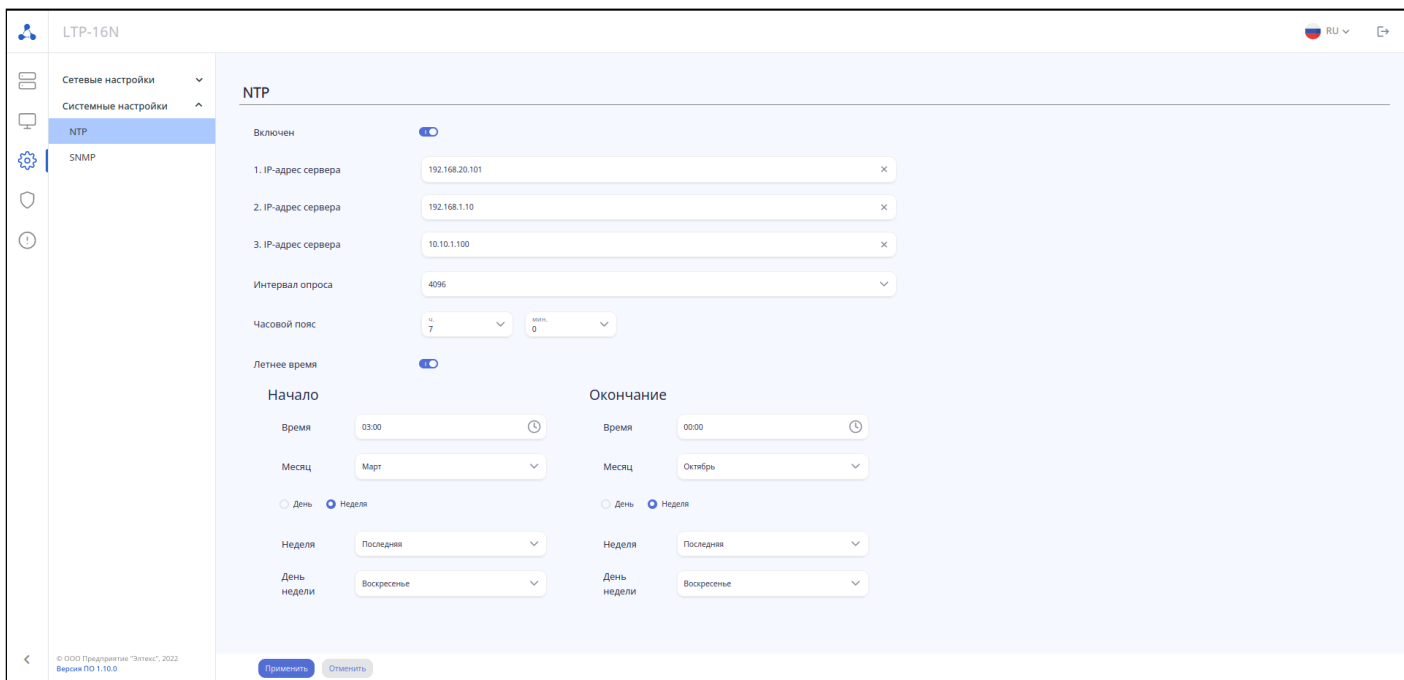 LTP-16N
RU
Сетевые настройки
Системные настройки
NTP
SNMP
NTP
Включен
1. IP-адрес сервера
192.168.20.101
2. IP-адрес сервера
192.168.1.10
3. IP-адрес сервера
10.10.1.100
Интервал опроса
4096
Часовой пояс
ч.
7
мин.
0
Летнее время
Начало
Окончание
Время
03:00
Время
00:00
Месяц
Март
Месяц
Октябрь
День
Неделя
День
Неделя
Неделя
Последняя
Неделя
Последняя
День
недели
Воскресенье
День
недели
Воскресенье
© ООО Предприятие "Элтекс", 2022
Версия ПО 1.10.0
Применить
Отменить